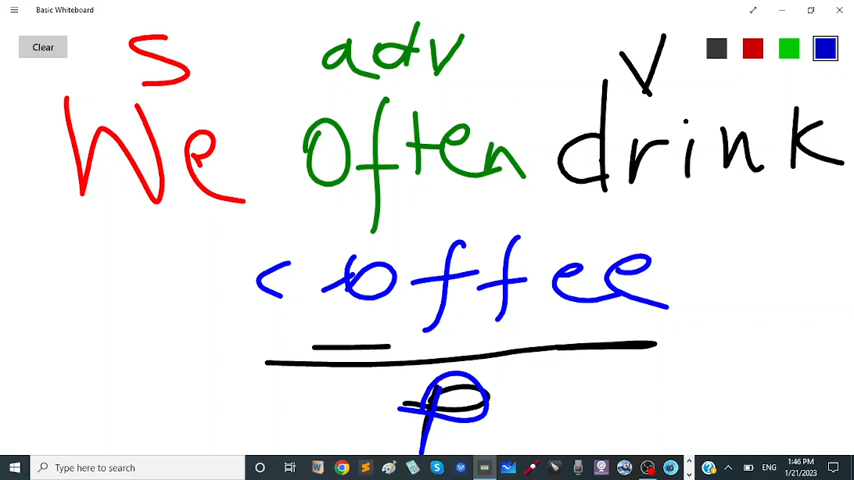 Basic Whiteboard
Clear
S adv V
We often drink
coffee
P
Type here to search
ENG
1:46 PM
1/21/2023